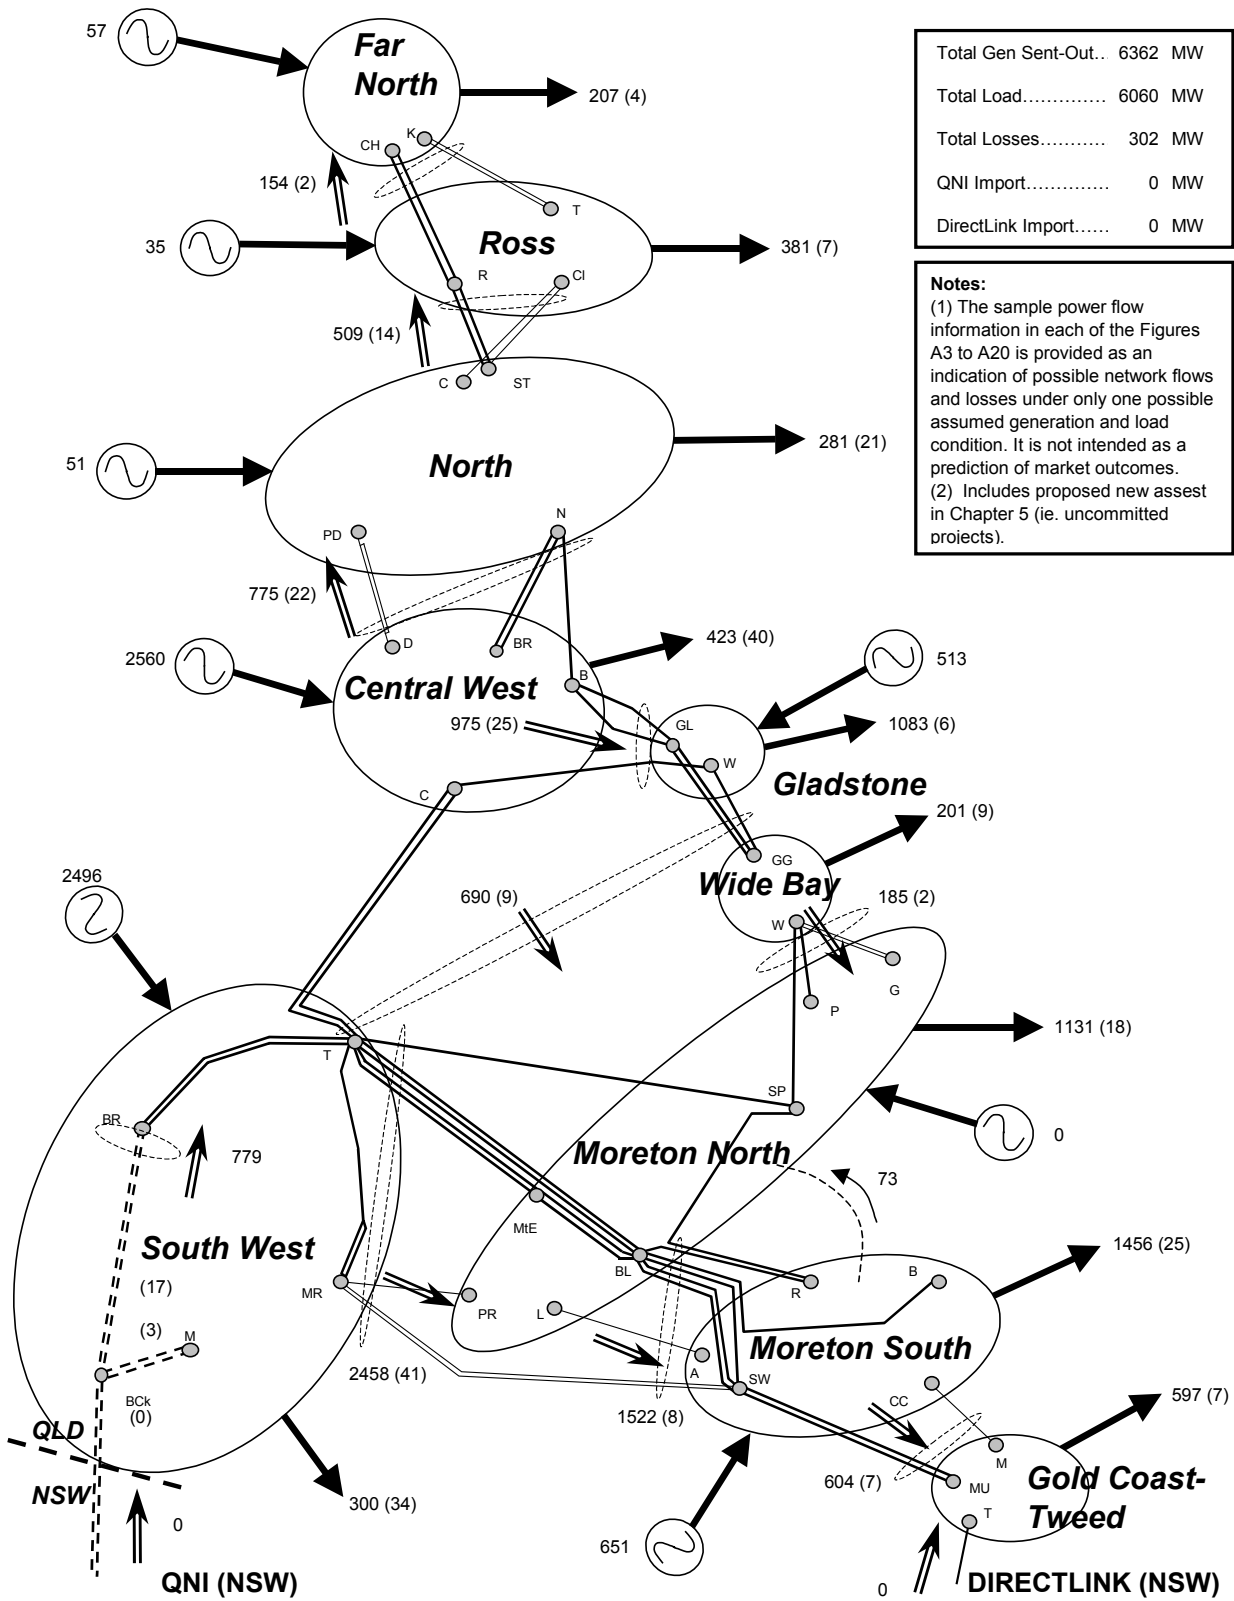 57
Far
North
207 (4)
K
CH
154 (2)
T
35
Ross
381 (7)
R
CI
509 (14)
C
ST
281 (21)
51
North
N
PD
775 (22)
D
BR
423 (40)
2560
513
B
Central West
975 (25)
GL
1083 (6)
W
Gladstone
C
201 (9)
GG
2496
Wide Bay
690 (9)
185 (2)
W
G
P
1131 (18)
T
SP
BR
0
779
Moreton North
73
MtE
South West
1456 (25)
BL
B
(17)
MR
R
PR
L
(3)
M
Moreton South
2458 (41)
A
SW
BCk
(0)
1522 (8)
CC
597 (7)
QLD
M
604 (7)
MU
Gold Coast-
Tweed
NSW
300 (34)
T
0
651
QNI (NSW)
0
DIRECTLINK (NSW)
Total Gen Sent-Out.. 6362 MW
Total Load.............. 6060 MW
Total Losses........... 302 MW
QNI Import.............. 0 MW
DirectLink Import...... 0 MW
Notes:
(1) The sample power flow
information in each of the Figures
A3 to A20 is provided as an
indication of possible network flows
and losses under only one possible
assumed generation and load
condition. It is not intended as a
prediction of market outcomes.
(2) Includes proposed new assest
in Chapter 5 (ie. uncommitted
projects).